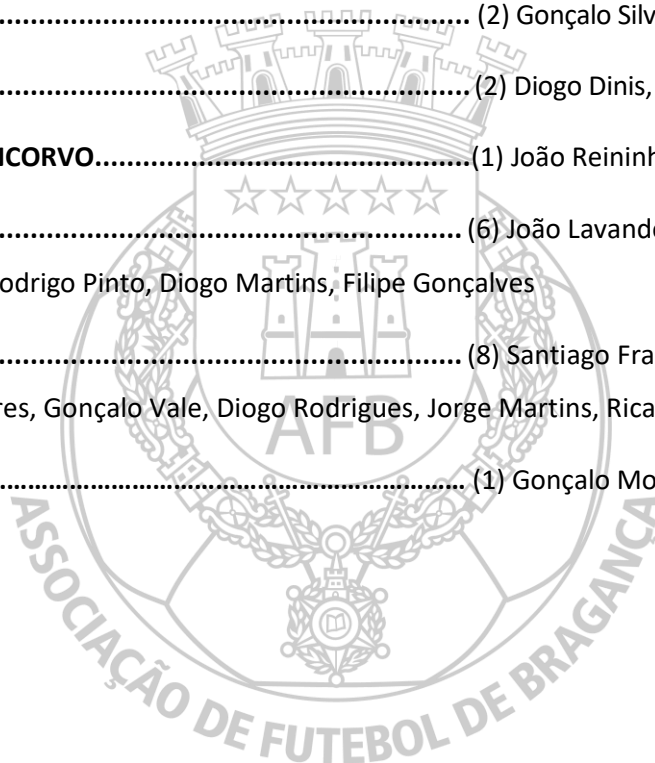 (2) Gonçalo Silv
(2) Diogo Dinis,
NCORVO (1) João Reininh
(6) João Lavand
odrigo Pinto, Diogo Martins, Filipe Gonçalves
(8) Santiago Fra
res, Gonçalo Vale, Diogo Rodrigues, Jorge Martins, Rica
(1) Gonçalo Mo
AFB
ASSOCIAÇÃO DE FUTEBOL DE BRAGANÇA